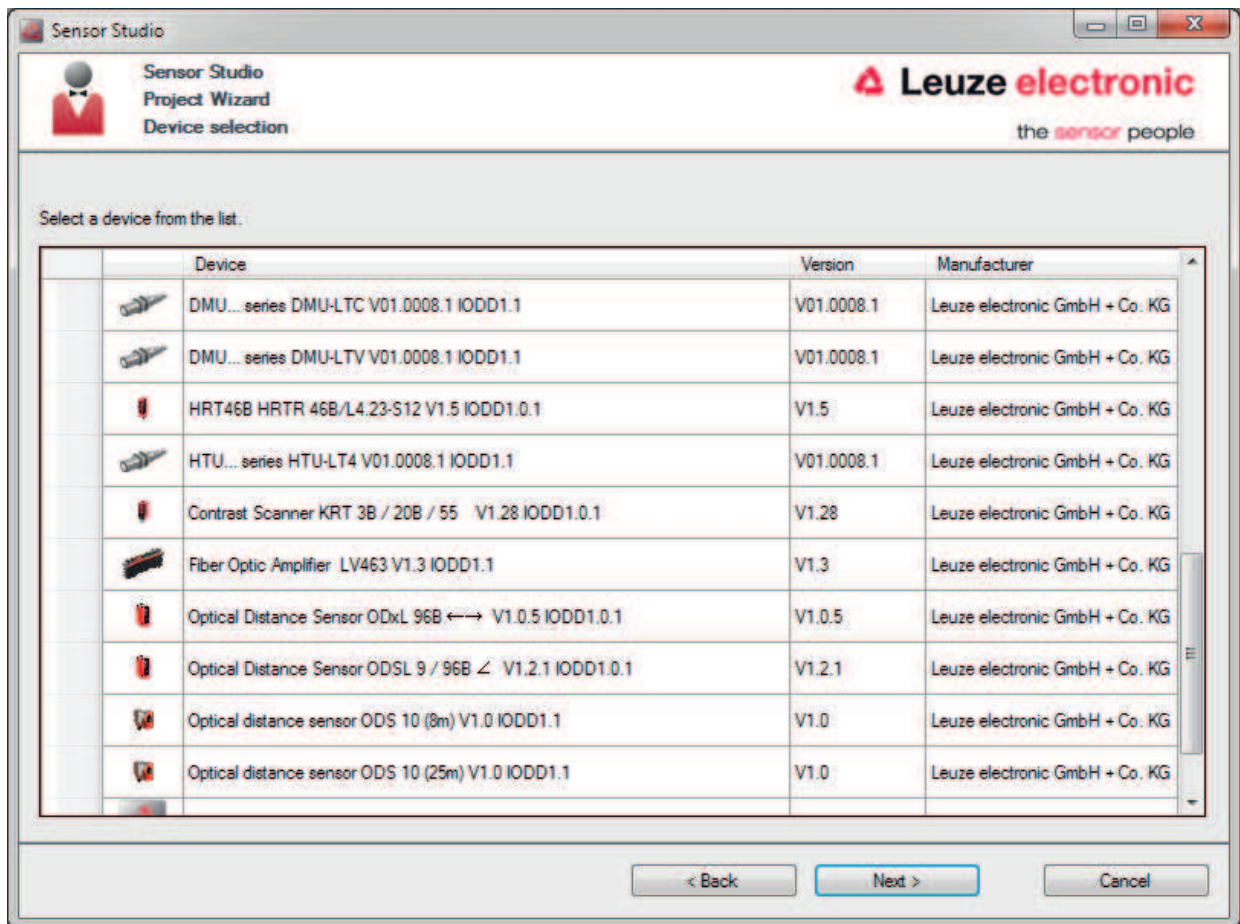 Sensor Studio
Sensor Studio
Project Wizard
Device selection
Leuze electronic
the sensor people
Select a device from the list.
Device Version Manufacturer
DMU... series DMU-LTC V01.0008.1 IODD1.1 V01.0008.1 Leuze electronic GmbH + Co. KG
DMU... series DMU-LTV V01.0008.1 IODD1.1 V01.0008.1 Leuze electronic GmbH + Co. KG
HRT46B HRTR 46B/L4.23-S12 V1.5 IODD1.0.1 V1.5 Leuze electronic GmbH + Co. KG
HTU... series HTU-LT4 V01.0008.1 IODD1.1 V01.0008.1 Leuze electronic GmbH + Co. KG
Contrast Scanner KRT 3B / 20B / 55 V1.28 IODD1.0.1 V1.28 Leuze electronic GmbH + Co. KG
Fiber Optic Amplifier LV463 V1.3 IODD1.1 V1.3 Leuze electronic GmbH + Co. KG
Optical Distance Sensor ODxL 96B ←→ V1.0.5 IODD1.0.1 V1.0.5 Leuze electronic GmbH + Co. KG
Optical Distance Sensor ODSL 9 / 96B ∠ V1.2.1 IODD1.0.1 V1.2.1 Leuze electronic GmbH + Co. KG
Optical distance sensor ODS 10 (8m) V1.0 IODD1.1 V1.0 Leuze electronic GmbH + Co. KG
Optical distance sensor ODS 10 (25m) V1.0 IODD1.1 V1.0 Leuze electronic GmbH + Co. KG
< Back Next > Cancel